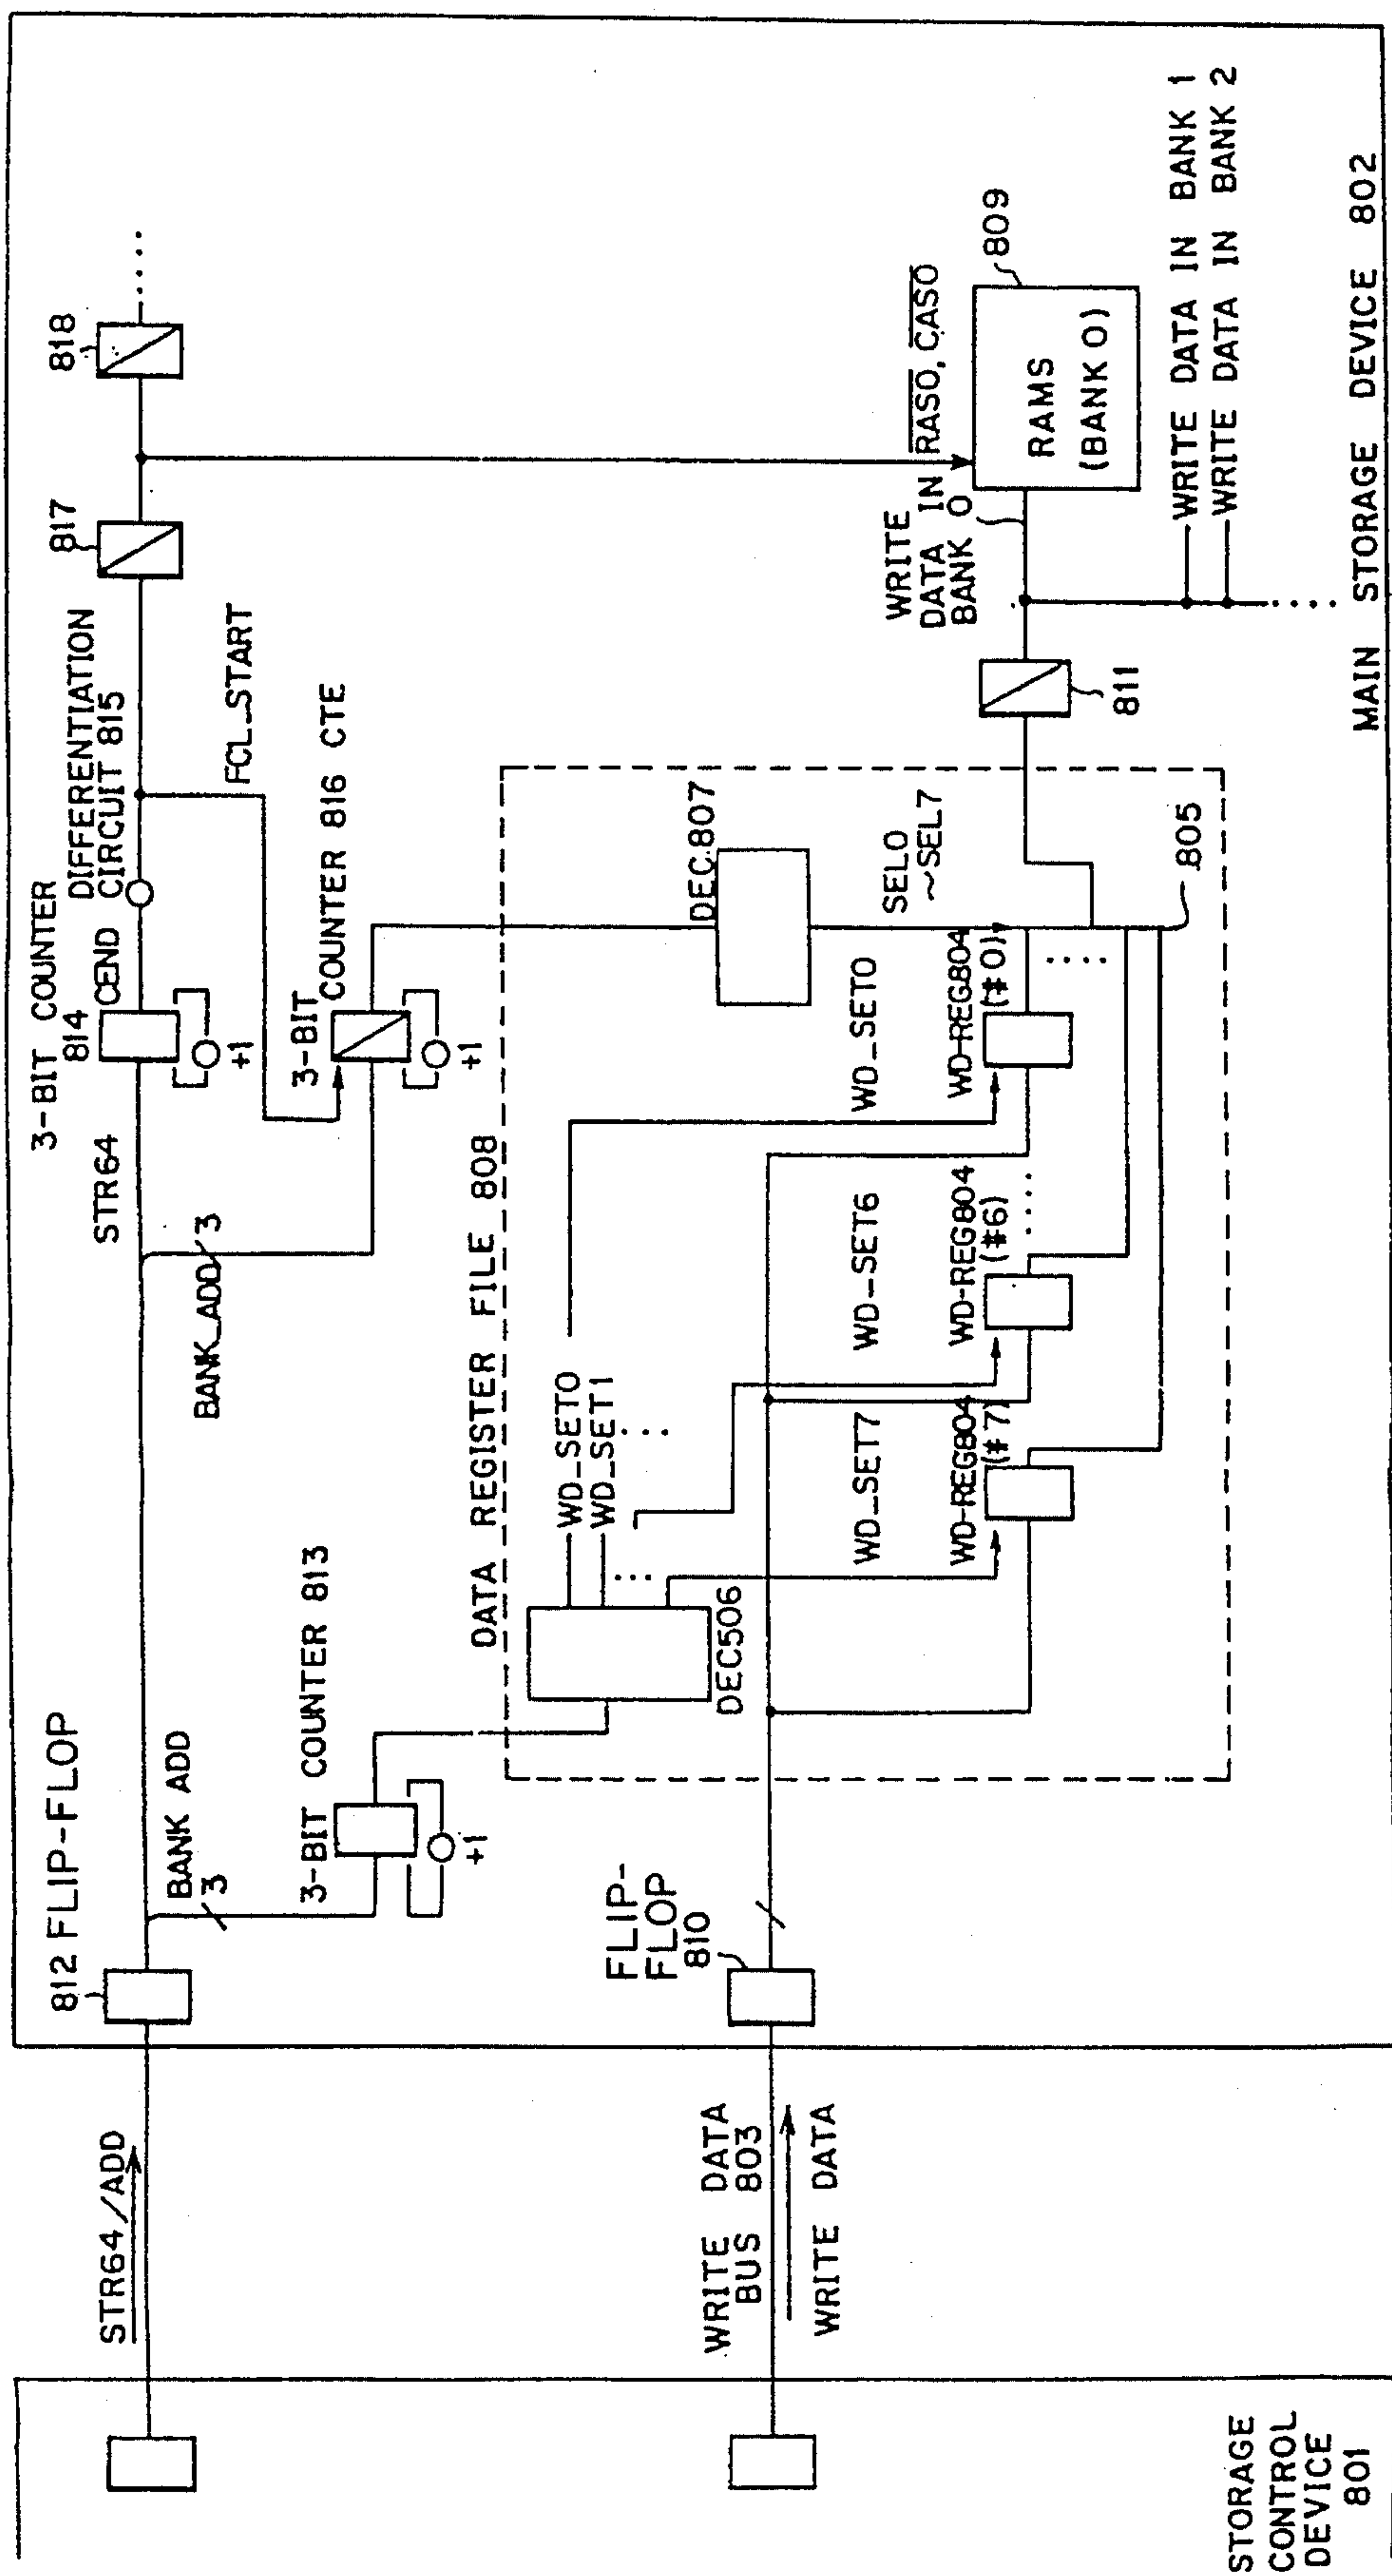 STORAGE
CONTROL
DEVICE
801
STR64/ADD
WRITE DATA
BUS 803
WRITE DATA
812 FLIP-FLOP
BANK ADD
3
3-BIT COUNTER 813
+1
FLIP-
FLOP
810
STR64
BANK_ADD
3
3-BIT COUNTER
814
CEND
+1
DIFFERENTIATION
CIRCUIT 815
FCL_START
3-BIT
COUNTER 816 CTE
+1
817
818
DATA REGISTER FILE 808
DEC506
WD_SET0
WD_SET1
WD_SET7
WD-SET6
WD_SET0
WD-REG804
(#7)
WD-REG804
(#6)
WD-REG804
(#0)
DEC.807
SEL0
~SEL7
805
811
WRITE
DATA IN
BANK 0
RAS0, CAS0
RAMS
(BANK 0)
809
WRITE DATA IN BANK 1
WRITE DATA IN BANK 2
MAIN STORAGE DEVICE 802